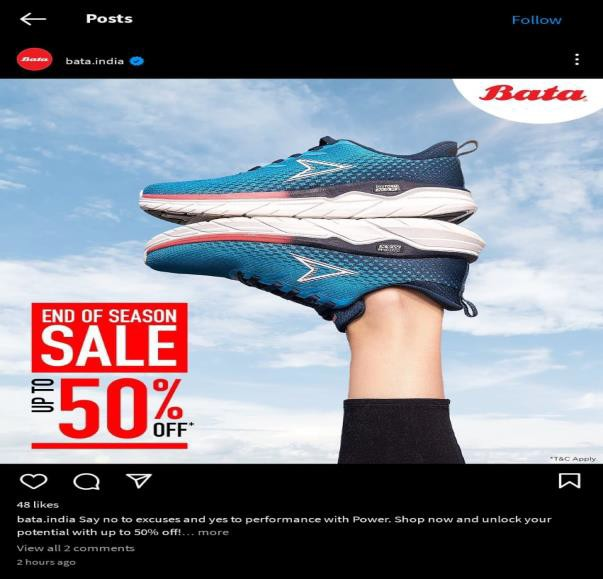 Posts
Follow
Bata
bata.india
Bata
END OF SEASON
SALE
UP TO
50%
OFF*
*T&C Apply.
48 likes
bata.india Say no to excuses and yes to performance with Power. Shop now and unlock your
potential with up to 50% off!... more
View all 2 comments
2 hours ago